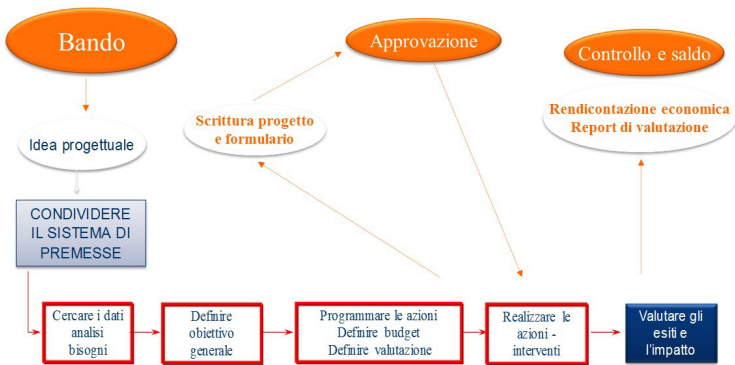 Bando
Approvazione
Controllo e saldo
Idea progettuale
Scrittura progetto
e formulario
Rendicontazione economica
Report di valutazione
CONDIVIDERE
IL SISTEMA DI
PREMESSE
Cercare i dati
analisi
bisogni
Definire
obiettivo
generale
Programmare le azioni
Definire budget
Definire valutazione
Realizzare le
azioni -
interventi
Valutare gli
esiti e
l'impatto